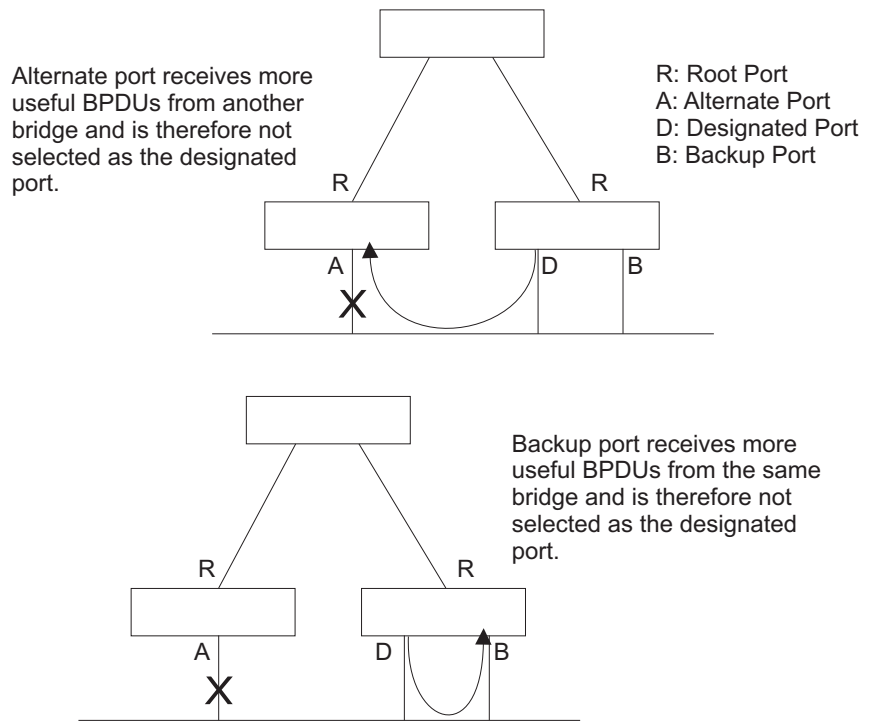 Alternate port receives more
useful BPDUs from another
bridge and is therefore not
selected as the designated
port.
R: Root Port
A: Alternate Port
D: Designated Port
B: Backup Port
R
R
A
D
B
X
Backup port receives more
useful BPDUs from the same
bridge and is therefore not
selected as the designated
port.
R
R
A
D
B
X